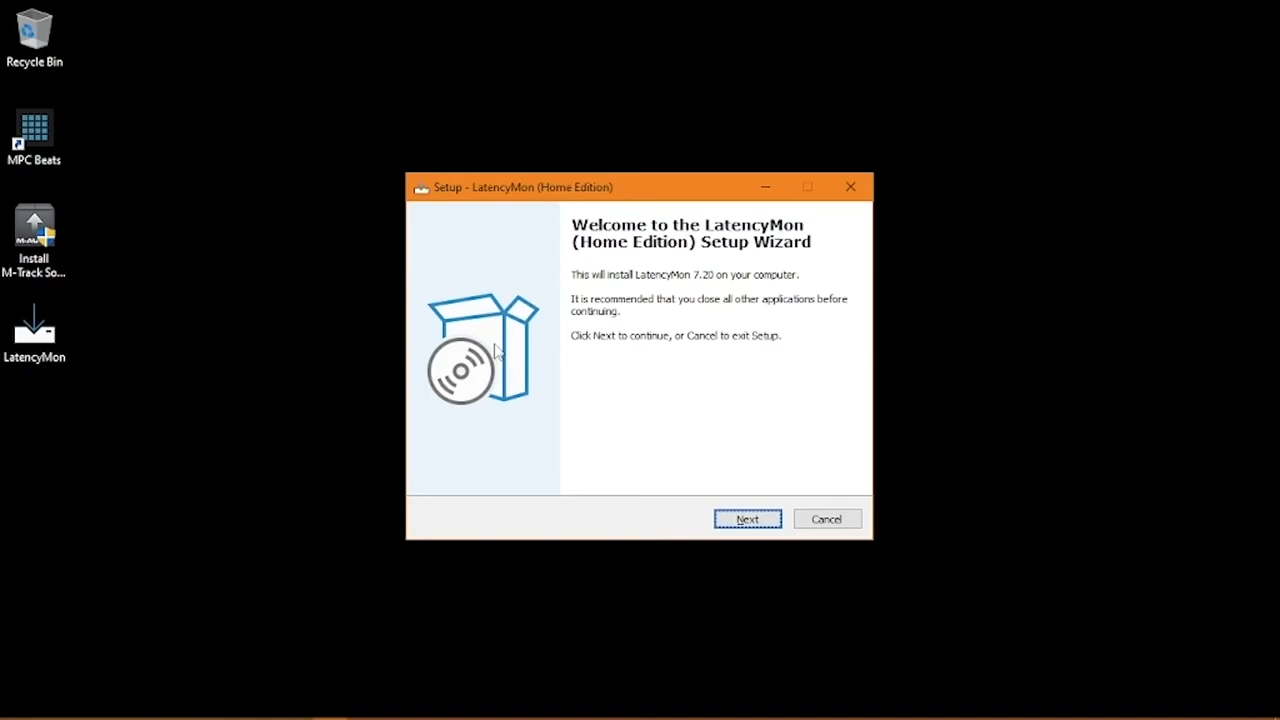 Recycle Bin
MPC Beats
Install
M-Track So...
LatencyMon
Setup - LatencyMon (Home Edition)
Welcome to the LatencyMon
(Home Edition) Setup Wizard
This will install LatencyMon 7.20 on your computer.
It is recommended that you close all other applications before
continuing.
Click Next to continue, or Cancel to exit Setup.
Next
Cancel